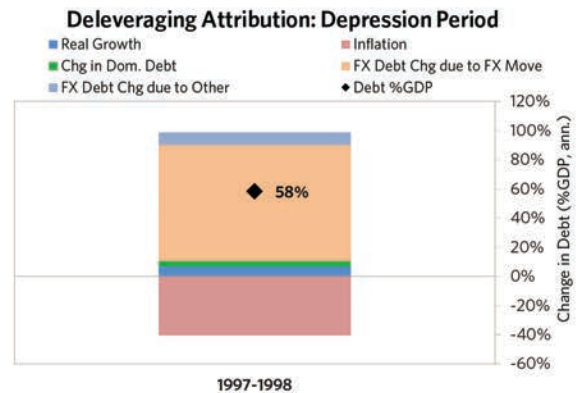 Deleveraging Attribution: Depression Period
Real Growth
Inflation
Chg in Dom. Debt
FX Debt Chg due to FX Move
FX Debt Chg due to Other
Debt %GDP
120%
100%
80%
60%
40%
20%
0%
-20%
-40%
-60%
Change in Debt (%GDP, ann.)
58%
1997-1998